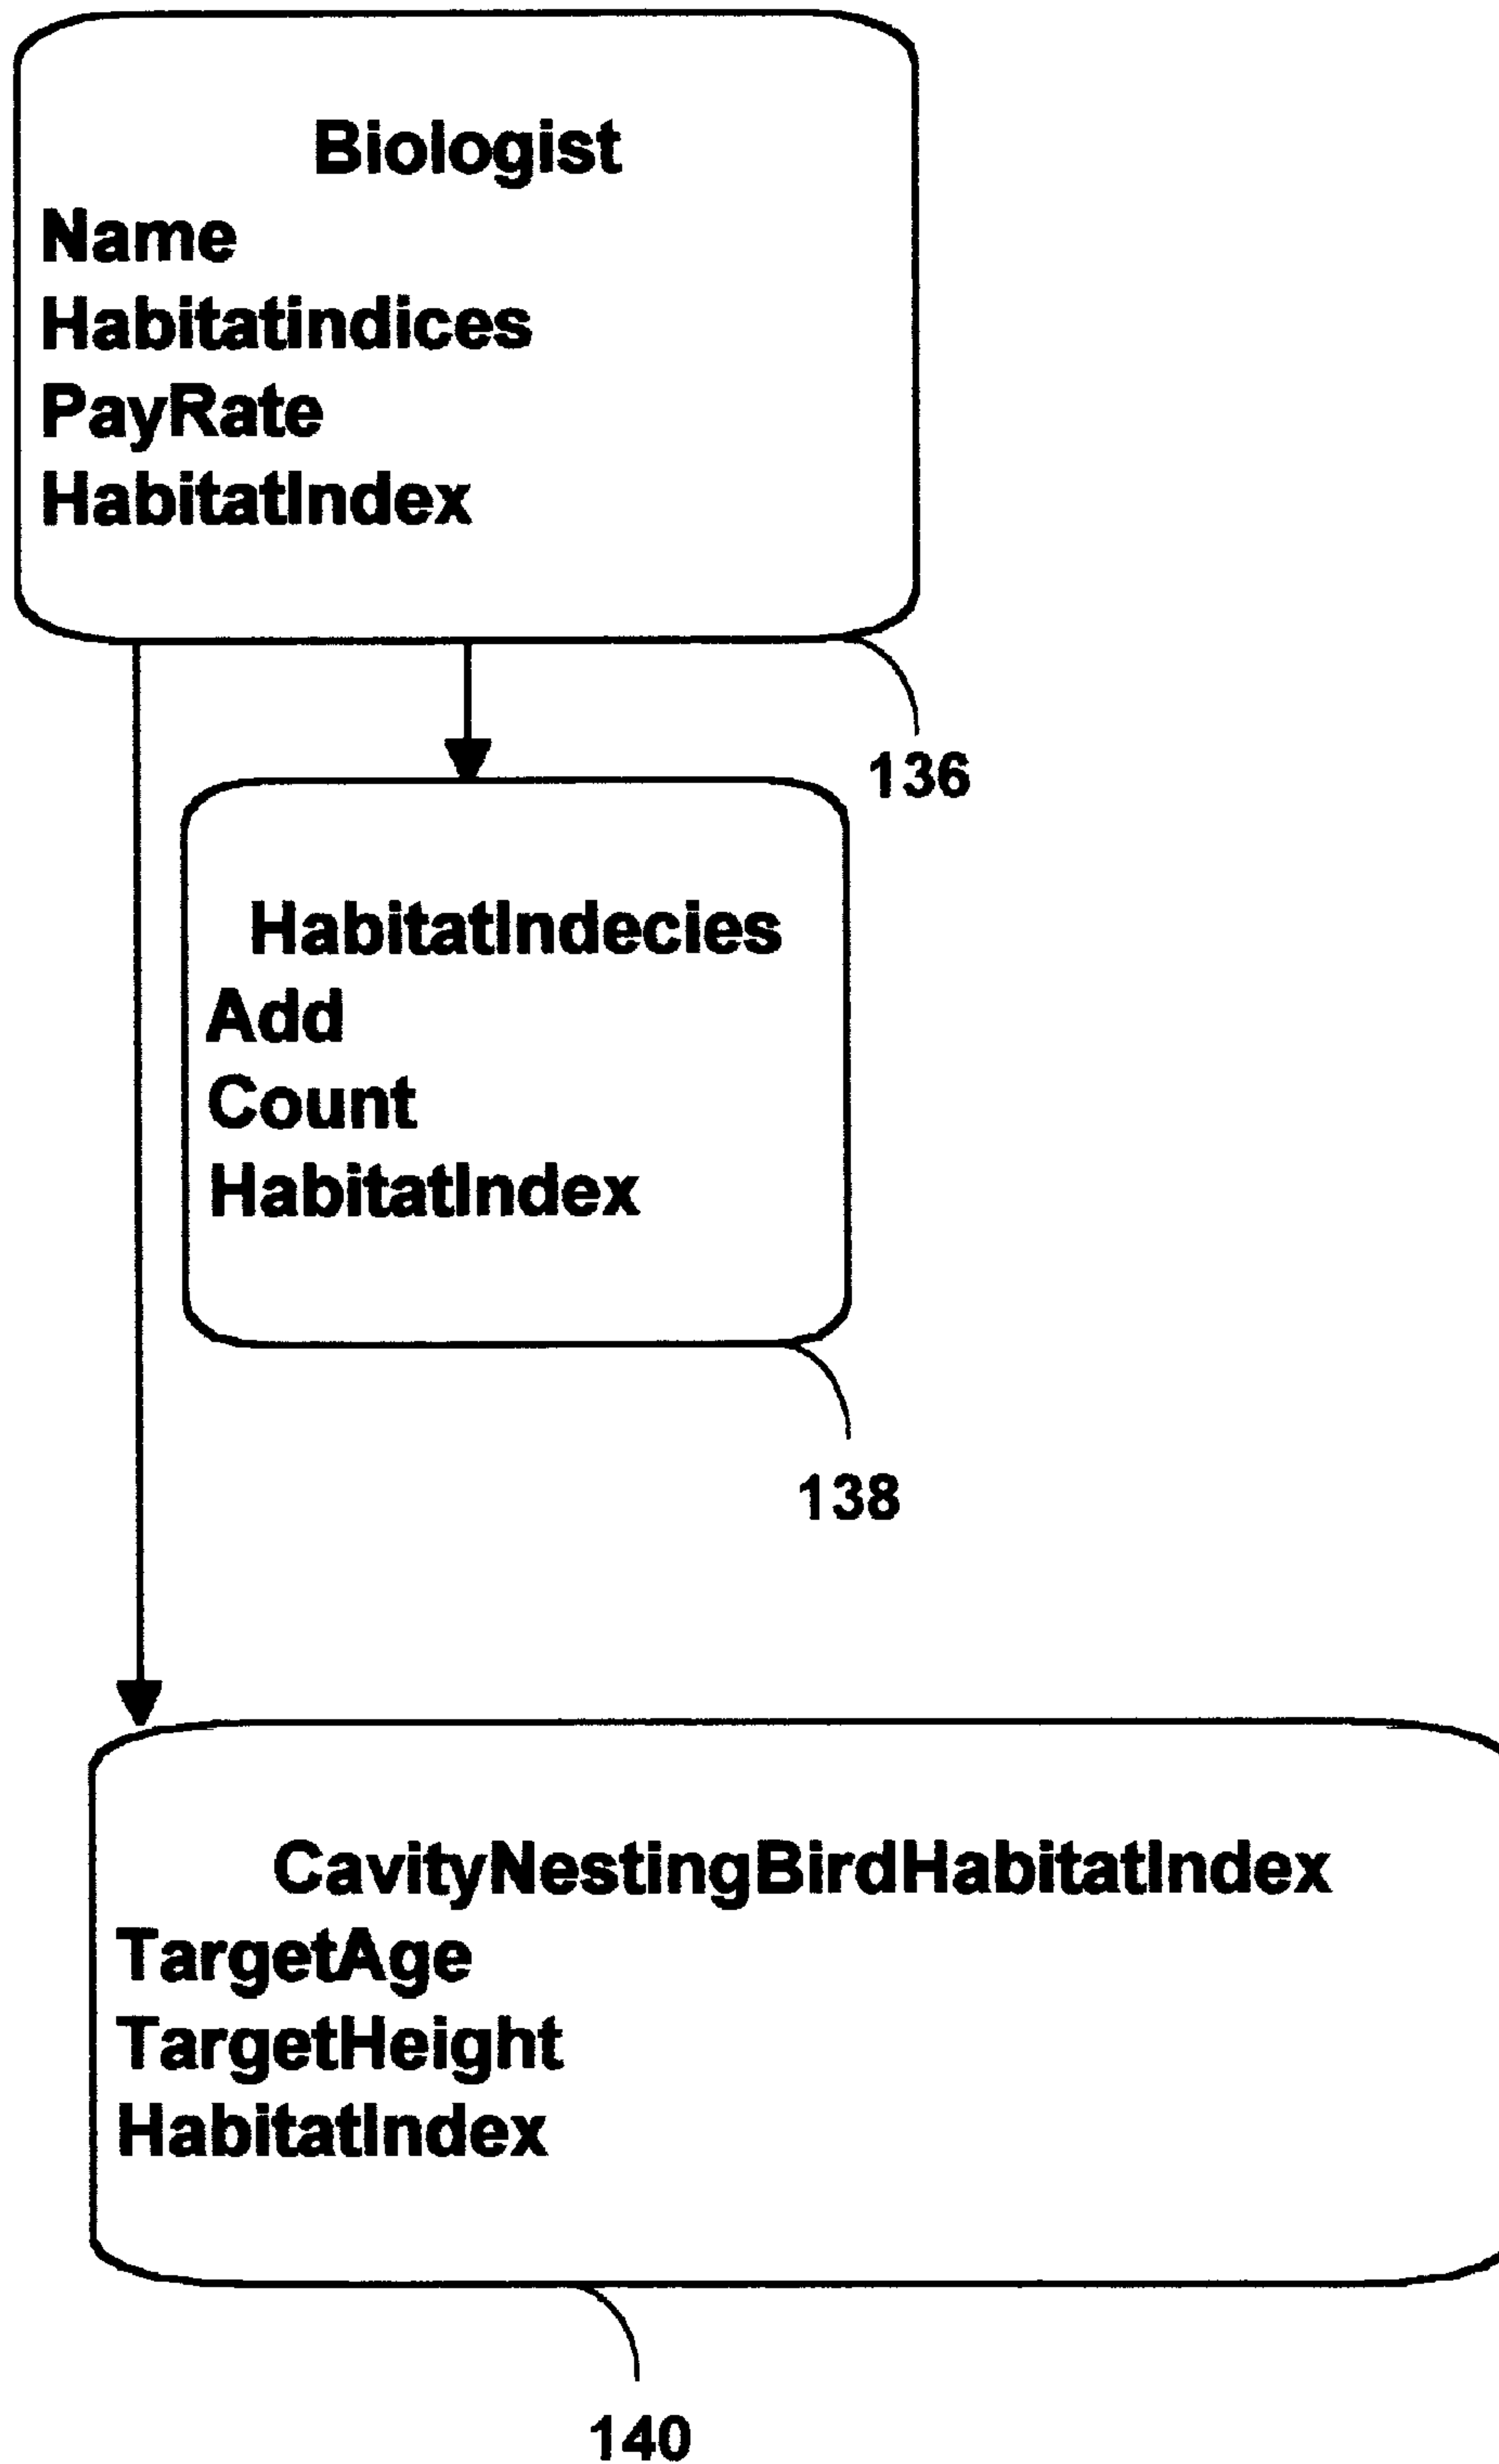 Biologist
Name
Habitatindices
PayRate
HabitatIndex
136
HabitatIndecies
Add
Count
HabitatIndex
138
CavityNestingBirdHabitatIndex
TargetAge
TargetHeight
HabitatIndex
140